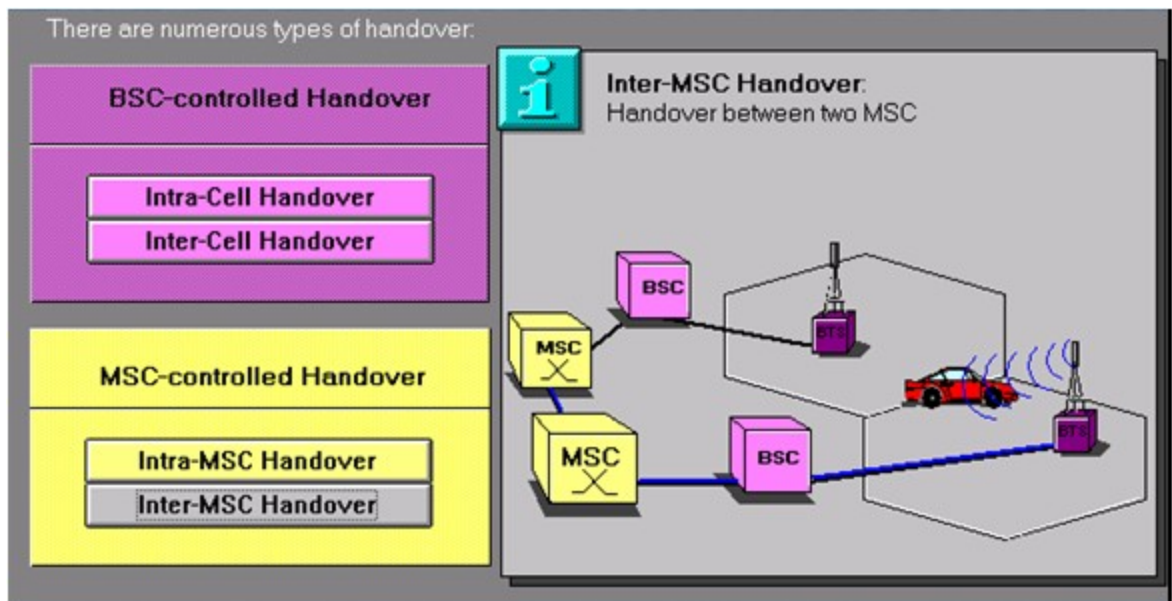 There are numerous types of handover:
BSC-controlled Handover
Intra-Cell Handover
Inter-Cell Handover
MSC-controlled Handover
Intra-MSC Handover
Inter-MSC Handover
i
Inter-MSC Handover:
Handover between two MSC
BSC
BTS
MSC
MSC
BSC
BTS